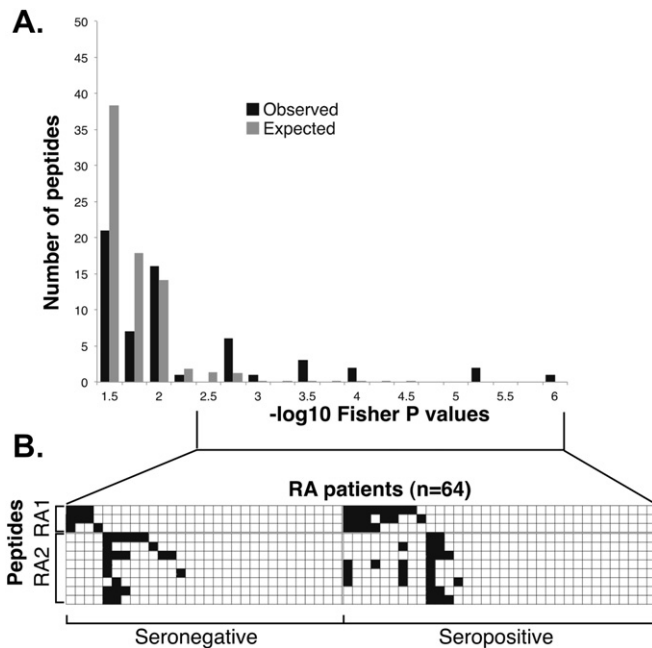 A.
50
45
40
35
30
25
20
15
10
5
0
Number of peptides
Observed
Expected
1.5 2 2.5 3 3.5 4 4.5 5 5.5 6
-log10 Fisher P values
B.
RA patients (n=64)
Peptides
RA1
RA2
Seronegative Seropositive